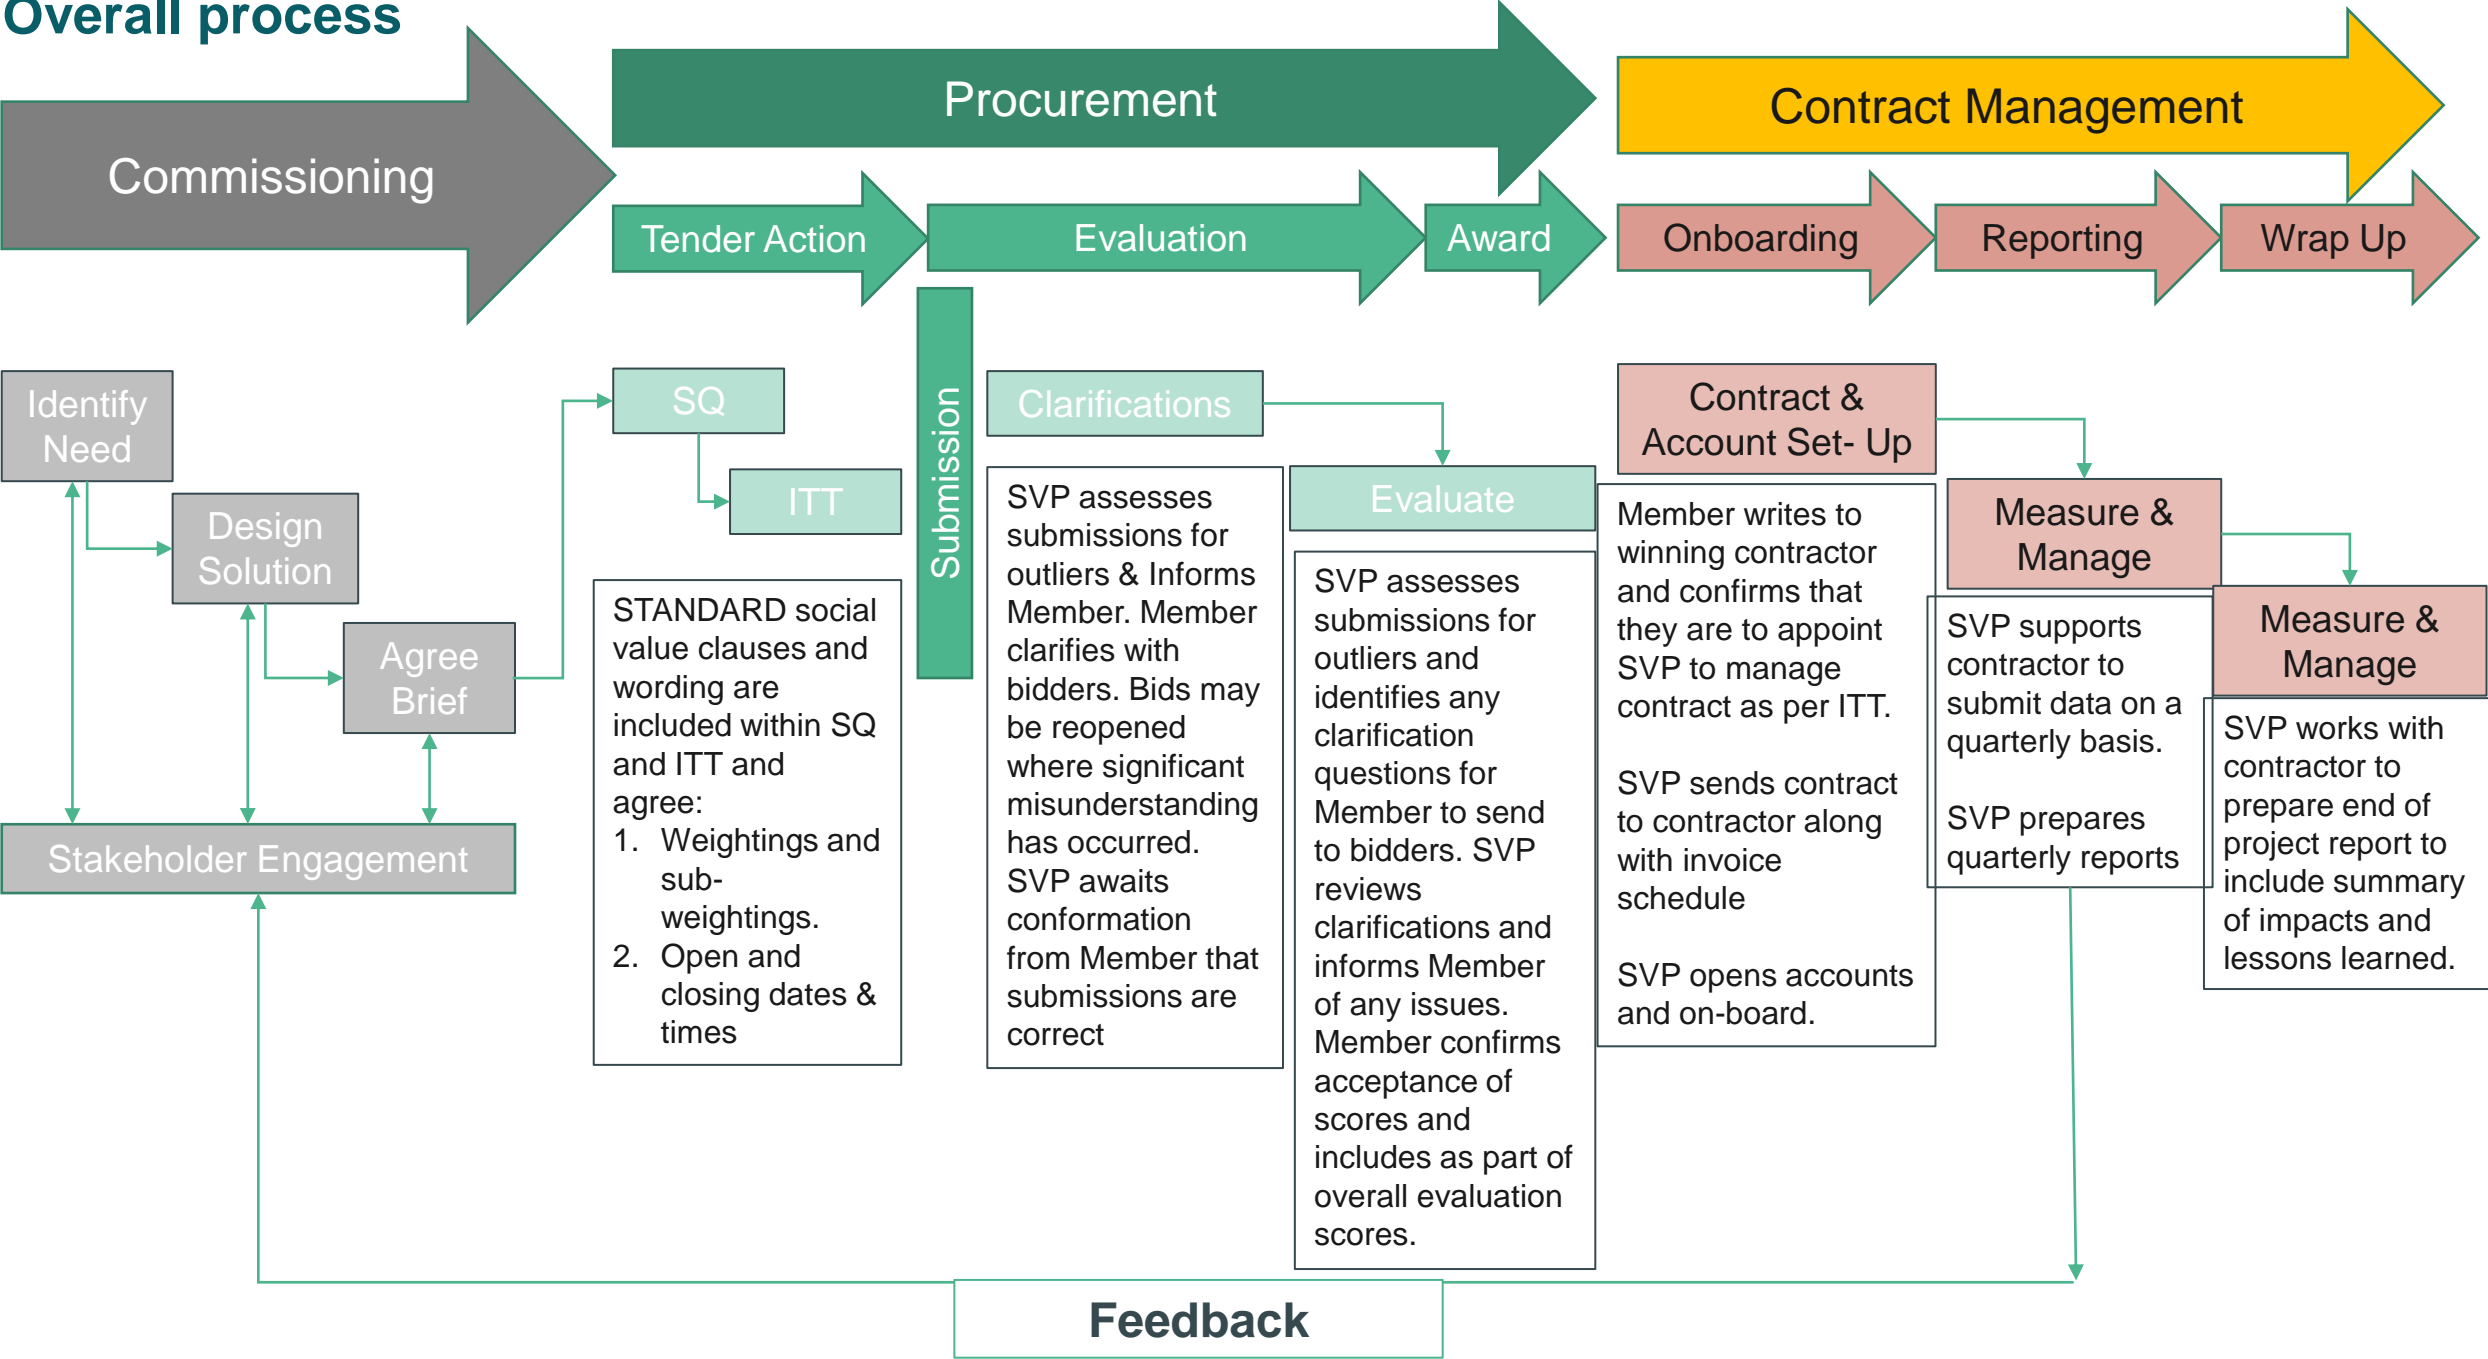 Overall process
Commissioning
Procurement
Contract Management
Tender Action
Evaluation
Award
Onboarding
Reporting
Wrap Up
Identify
Need
Design
Solution
Agree
Brief
Stakeholder Engagement
SQ
ITT
STANDARD social
value clauses and
wording are
included within SQ
and ITT and
agree:
1. Weightings and
sub-
weightings.
2. Open and
closing dates &
times
Submission
Clarifications
SVP assesses
submissions for
outliers & Informs
Member. Member
clarifies with
bidders. Bids may
be reopened
where significant
misunderstanding
has occurred.
SVP awaits
conformation
from Member that
submissions are
correct
Evaluate
SVP assesses
submissions for
outliers and
identifies any
clarification
questions for
Member to send
to bidders. SVP
reviews
clarifications and
informs Member
of any issues.
Member confirms
acceptance of
scores and
includes as part of
overall evaluation
scores.
Contract &
Account Set- Up
Member writes to
winning contractor
and confirms that
they are to appoint
SVP to manage
contract as per ITT.
SVP sends contract
to contractor along
with invoice
schedule
SVP opens accounts
and on-board.
Measure &
Manage
SVP supports
contractor to
submit data on a
quarterly basis.
SVP prepares
quarterly reports
Measure &
Manage
SVP works with
contractor to
prepare end of
project report to
include summary
of impacts and
lessons learned.
Feedback